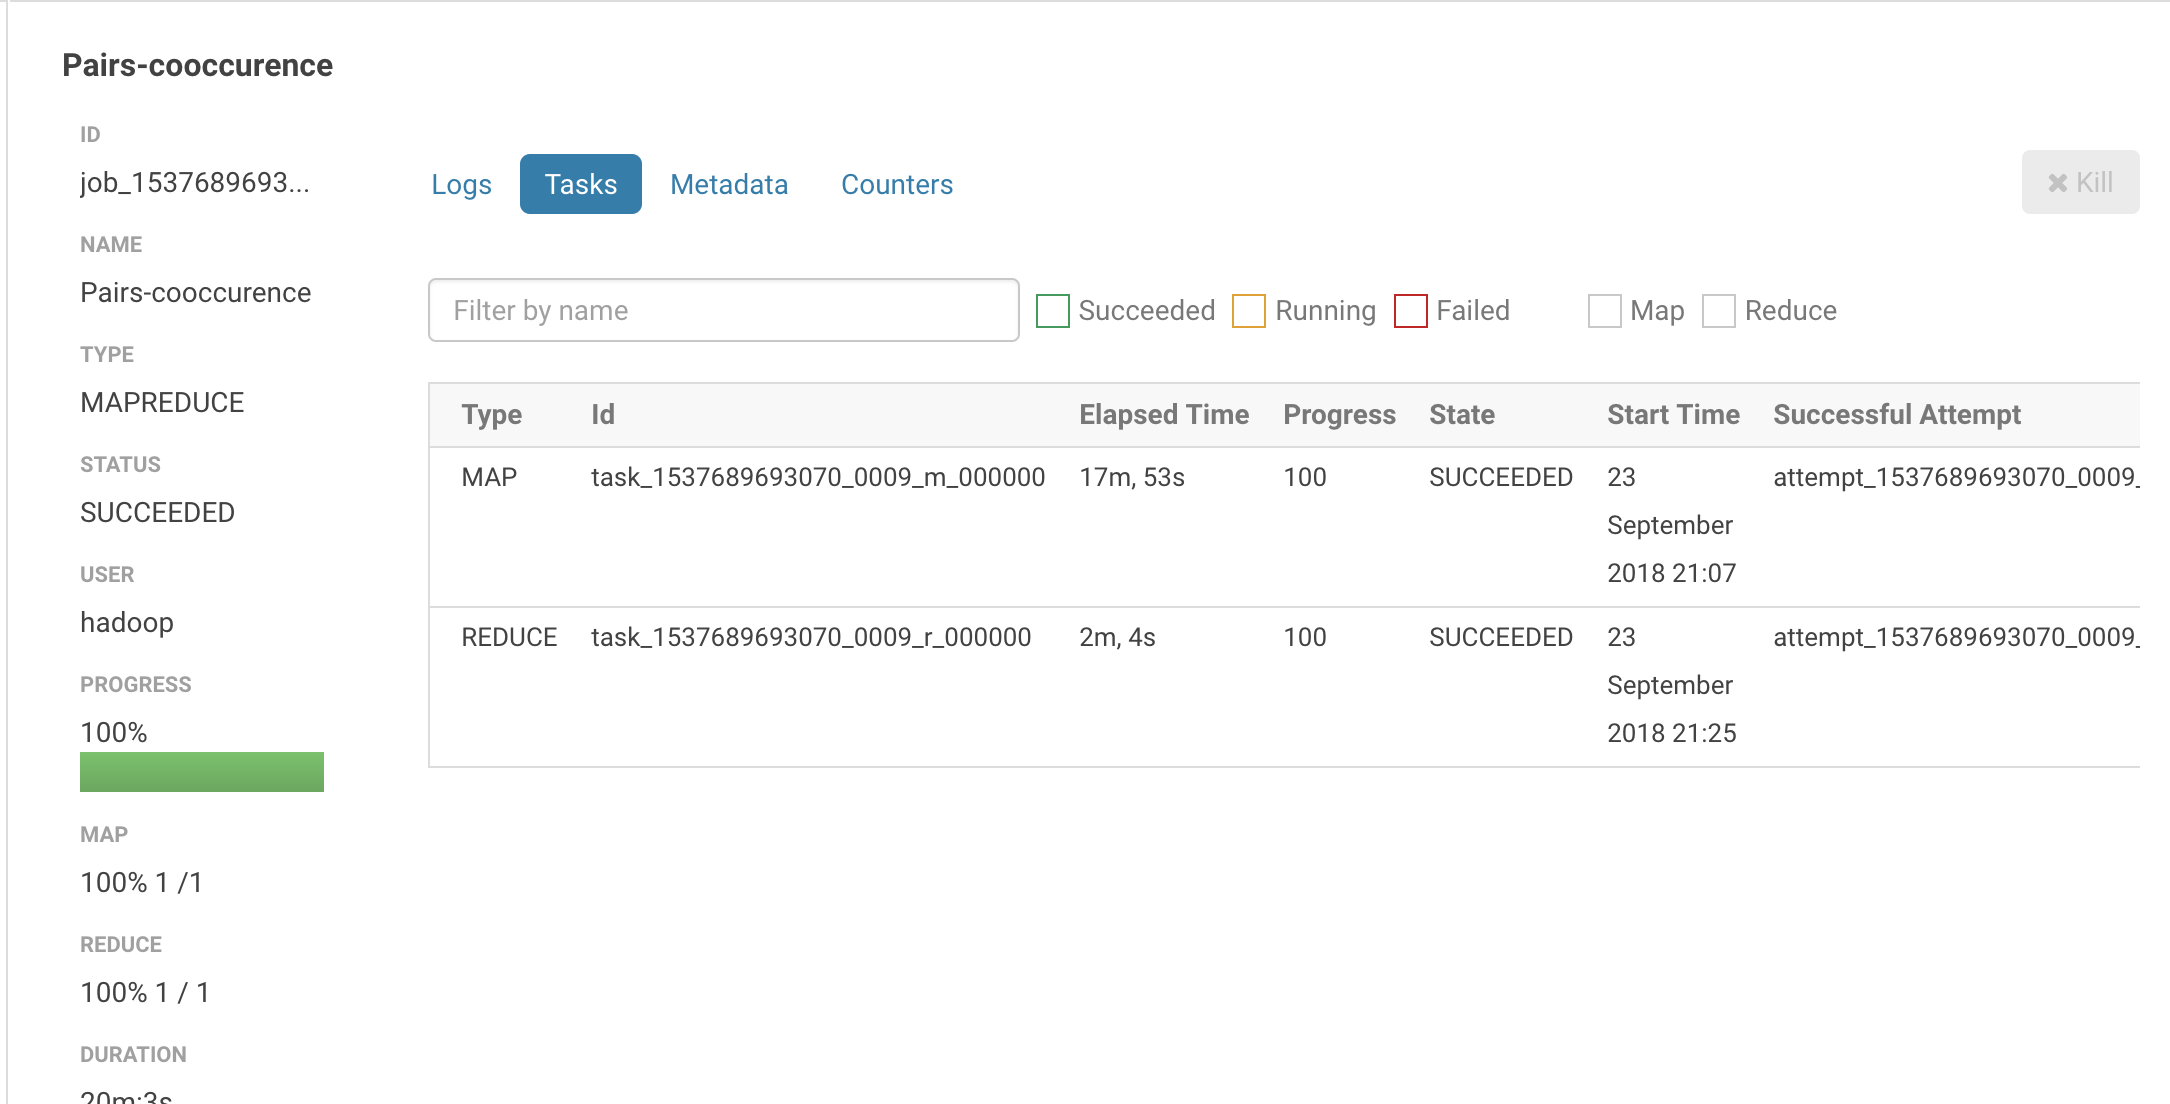 Pairs-cooccurence
ID
job_1537689693...
NAME
Pairs-cooccurence
TYPE
MAPREDUCE
STATUS
SUCCEEDED
USER
hadoop
PROGRESS
100%
MAP
100% 1 /1
REDUCE
100% 1 / 1
DURATION
20m:3s
Logs Tasks Metadata Counters
Kill
Filter by name Succeeded Running Failed Map Reduce
Type Id Elapsed Time Progress State Start Time Successful Attempt
MAP task_1537689693070_0009_m_000000 17m, 53s 100 SUCCEEDED 23 attempt_1537689693070_0009_
September
2018 21:07
REDUCE task_1537689693070_0009_r_000000 2m, 4s 100 SUCCEEDED 23 attempt_1537689693070_0009_
September
2018 21:25